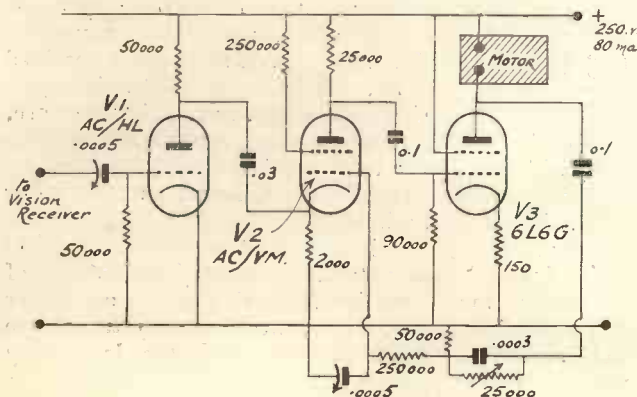 +
250.v
80 ma
50000
250000
25000
MOTOR
V.1.
AC/HL
.0005
.03
0.1
0.1
to
Vision
Receiver
50000
V2
AC/VM.
2000
90000
V3
6L6G
150
50000
.0003
250000
.0005
25000